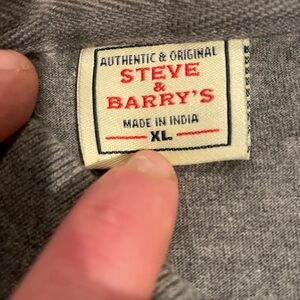 AUTHENTIC & ORIGINAL
STEVE
&
BARRY'S
MADE IN INDIA
XL